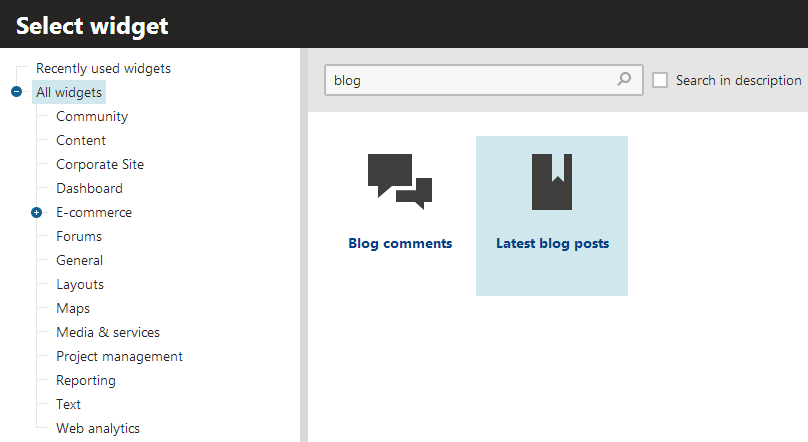 Select widget
Recently used widgets
All widgets
Community
Content
Corporate Site
Dashboard
E-commerce
Forums
General
Layouts
Maps
Media & services
Project management
Reporting
Text
Web analytics
blog
Search in description
Blog comments
Latest blog posts